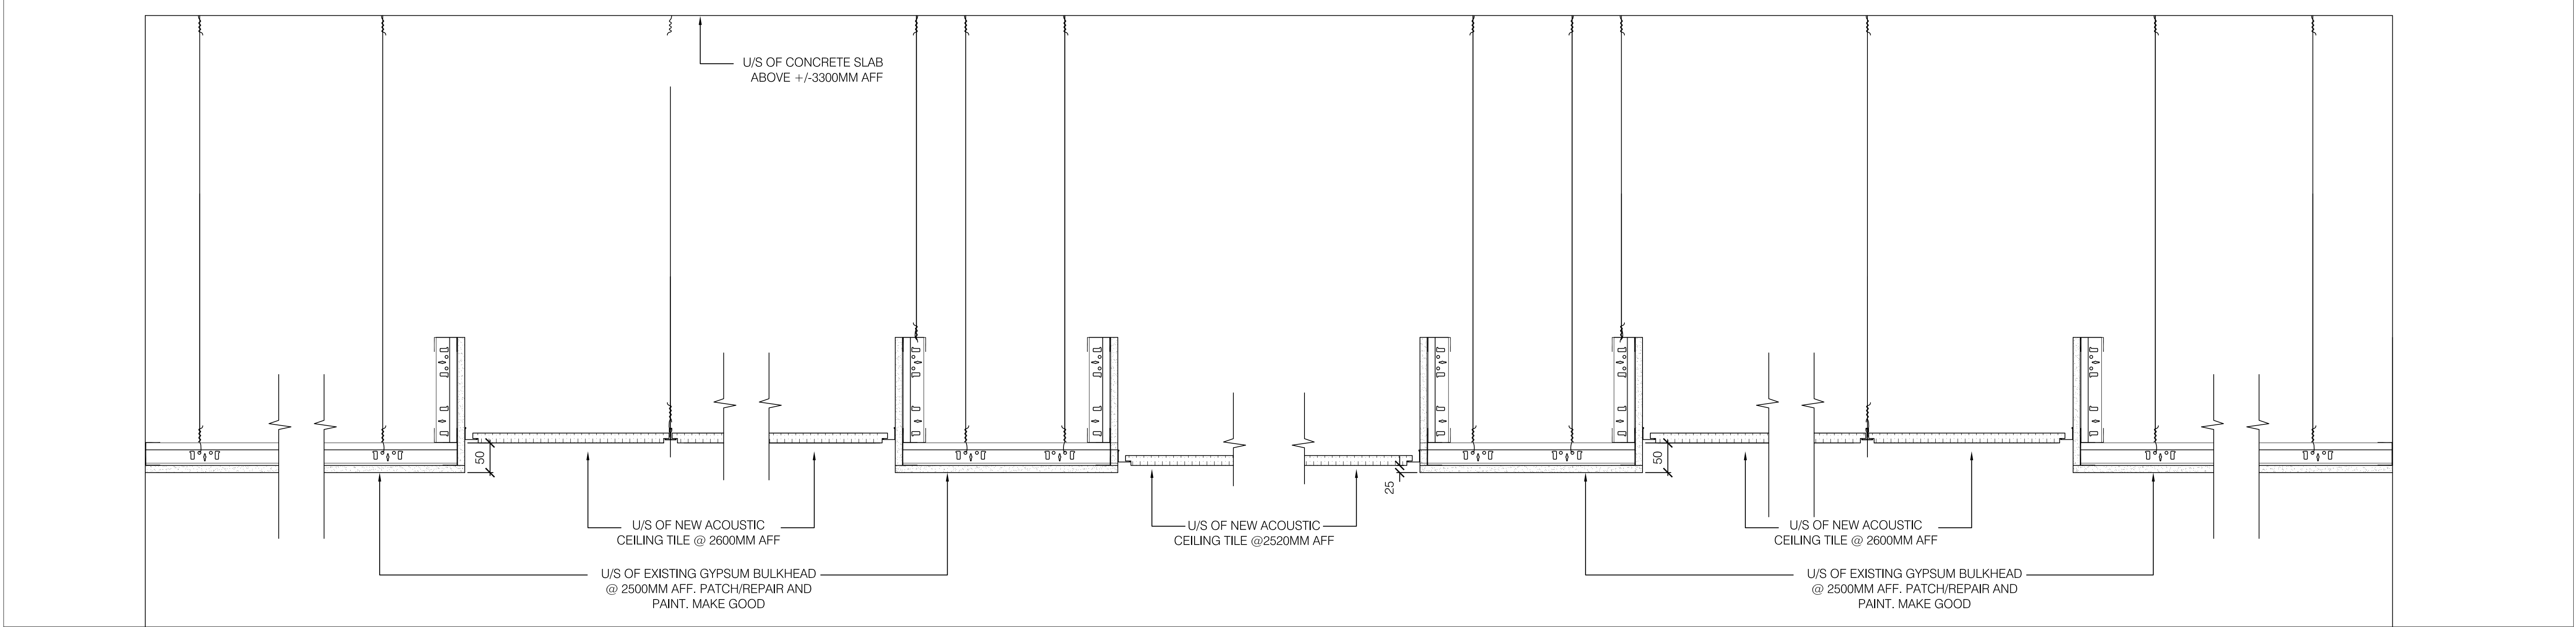 U/S OF CONCRETE SLAB
ABOVE +/-3300MM AFF
50
50
25
U/S OF NEW ACOUSTIC
CEILING TILE @ 2600MM AFF
U/S OF NEW ACOUSTIC
CEILING TILE @2520MM AFF
U/S OF NEW ACOUSTIC
CEILING TILE @ 2600MM AFF
U/S OF EXISTING GYPSUM BULKHEAD
@ 2500MM AFF. PATCH/REPAIR AND
PAINT. MAKE GOOD
U/S OF EXISTING GYPSUM BULKHEAD
@ 2500MM AFF. PATCH/REPAIR AND
PAINT. MAKE GOOD